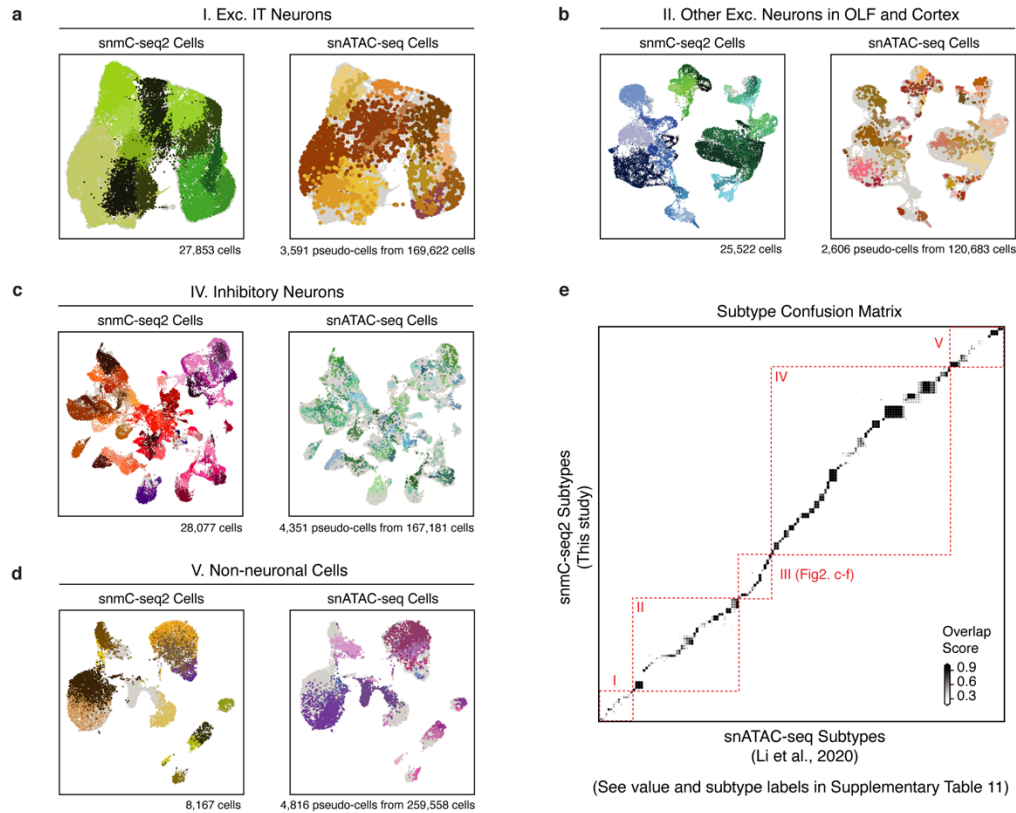 a
I. Exc. IT Neurons
snmC-seq2 Cells
snATAC-seq Cells
27,853 cells
3,591 pseudo-cells from 169,622 cells
b
II. Other Exc. Neurons in OLF and Cortex
snmC-seq2 Cells
snATAC-seq Cells
25,522 cells
2,606 pseudo-cells from 120,683 cells
c
IV. Inhibitory Neurons
snmC-seq2 Cells
snATAC-seq Cells
28,077 cells
4,351 pseudo-cells from 167,181 cells
d
V. Non-neuronal Cells
snmC-seq2 Cells
snATAC-seq Cells
8,167 cells
4,816 pseudo-cells from 259,558 cells
e
Subtype Confusion Matrix
V
IV
III (Fig2. c-f)
II
I
Overlap
Score
0.9
0.6
0.3
snmC-seq2 Subtypes
(This study)
snATAC-seq Subtypes
(Li et al., 2020)
(See value and subtype labels in Supplementary Table 11)